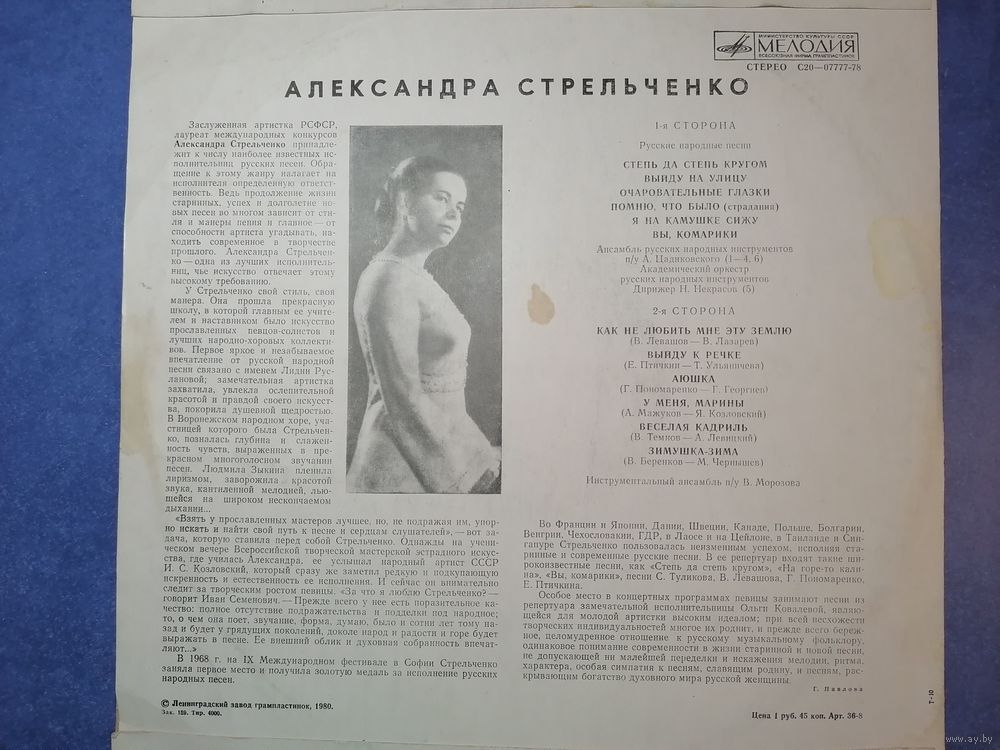 МИНИСТЕРСТВО КУЛЬТУРЫ СССР
МЕЛОДИЯ
ВСЕСОЮЗНАЯ ФИРМА ГРАМПЛАСТИНОК
СТЕРЕО С20—07777-78
АЛЕКСАНДРА СТРЕЛЬЧЕНКО
Заслуженная артистка РСФСР,
лауреат международных конкурсов
Александра Стрельченко принадле-
жит к числу наиболее известных ис-
полнительниц русских песен. Обра-
щение к этому жанру налагает на
исполнителя определенную ответст-
венность. Ведь продолжение жизни
старинных, успех и долголетие но-
вых песен во многом зависит от сти-
ля и манеры пения и главное — от
способности артиста угадывать, на-
ходить современное в творчестве
прошлого. Александра Стрельчен-
ко — одна из лучших исполнитель-
ниц, чье искусство отвечает этому
высокому требованию.
У Стрельченко свой стиль, своя
манера. Она прошла прекрасную
школу, в которой главным ее учите-
лем и наставником было искусство
прославленных певцов-солистов и
лучших народно-хоровых коллекти-
вов. Первое яркое и незабываемое
впечатление от русской народной
песни связано с именем Лидии Рус-
лановой; замечательная артистка
захватила, увлекла ослепительной
красотой и правдой своего искусст-
ва, покорила душевной щедростью.
В Воронежском народном хоре, уча-
стницей которого была Стрельчен-
ко, позналась глубина и слажен-
ность чувств, выраженных в пре-
красном многоголосном звучании
песен. Людмила Зыкина пленила
лиризмом, заворожила красотой
звука, кантиленной мелодией, лью-
щейся на широком нескончаемом
дыхании...
«Взять у прославленных мастеров лучшее, но, не подражая им, упор-
но искать и найти свой путь к песне и сердцам слушателей», — вот за-
дача, которую ставила перед собой Стрельченко. Однажды на учени-
ческом вечере Всероссийской творческой мастерской эстрадного искус-
ства, где училась Александра, ее услышал народный артист СССР
И. С. Козловский, который сразу же заметил редкую и подкупающую
искренность и естественность ее исполнения. И сейчас он внимательно
следит за творческим ростом певицы. «За что я люблю Стрельченко? —
говорит Иван Семенович. — Прежде всего у нее есть поразительное ка-
чество: полное отсутствие подражательства и подделки под народное;
то, о чем она поет, звучание, форма, думаю, было и сотни лет тому на-
зад и будет у грядущих поколений, доколе народ и радости и горе будет
выражать в песне. Ее внешний облик и духовная собранность впечат-
ляют...»
В 1968 г. на IX Международном фестивале в Софии Стрельченко
заняла первое место и получила золотую медаль за исполнение русских
народных песен.
© Ленинградский завод грампластинок, 1980.
Зак. 189. Тир. 4000.
1-я СТОРОНА
Русские народные песни
СТЕПЬ ДА СТЕПЬ КРУГОМ
ВЫЙДУ НА УЛИЦУ
ОЧАРОВАТЕЛЬНЫЕ ГЛАЗКИ
ПОМНЮ, ЧТО БЫЛО (страдания)
Я НА КАМУШКЕ СИЖУ
ВЫ, КОМАРИКИ
Ансамбль русских народных инструментов
п/у А. Цадиковского (1—4, 6)
Академический оркестр
русских народных инструментов
Дирижер Н. Некрасов (5)
2-я СТОРОНА
КАК НЕ ЛЮБИТЬ МНЕ ЭТУ ЗЕМЛЮ
(В. Левашов — В. Лазарев)
ВЫЙДУ К РЕЧКЕ
(Е. Птичкин — Т. Ульяничева)
АЮШКА
(Г. Пономаренко — Г. Георгиев)
У МЕНЯ, МАРИНЫ
(А. Мажуков — Я. Козловский)
ВЕСЕЛАЯ КАДРИЛЬ
(В. Темнов — А. Левицкий)
ЗИМУШКА-ЗИМА
(В. Беренков — М. Чернышев)
Инструментальный ансамбль п/у В. Морозова
Во Франции и Японии, Дании, Швеции, Канаде, Польше, Болгарии,
Венгрии, Чехословакии, ГДР, в Лаосе и на Цейлоне, в Таиланде и Син-
гапуре Стрельченко пользовалась неизменным успехом, исполняя ста-
ринные и современные русские песни. В ее репертуар входят такие ши-
рокоизвестные песни, как «Степь да степь кругом», «На горе-то кали-
на», «Вы, комарики», песни С. Туликова, В. Левашова, Г. Пономаренко,
Е. Птичкина.
Особое место в концертных программах певицы занимают песни из
репертуара замечательной исполнительницы Ольги Ковалевой, являю-
щейся для молодой артистки высоким идеалом; при всей несхожести
творческих индивидуальностей многое их роднит, и прежде всего береж-
ное, целомудренное отношение к русскому музыкальному фольклору,
одинаковое понимание современности в жизни старинной и новой песни,
не допускающей ни малейшей переделки и искажения мелодии, ритма,
характера, особая симпатия к песням, славящим родину, и песням, рас-
крывающим богатство духовного мира русской женщины.
Г. Павлова
Цена 1 руб. 45 коп. Арт. 36-8
Т-10
www.ay.by